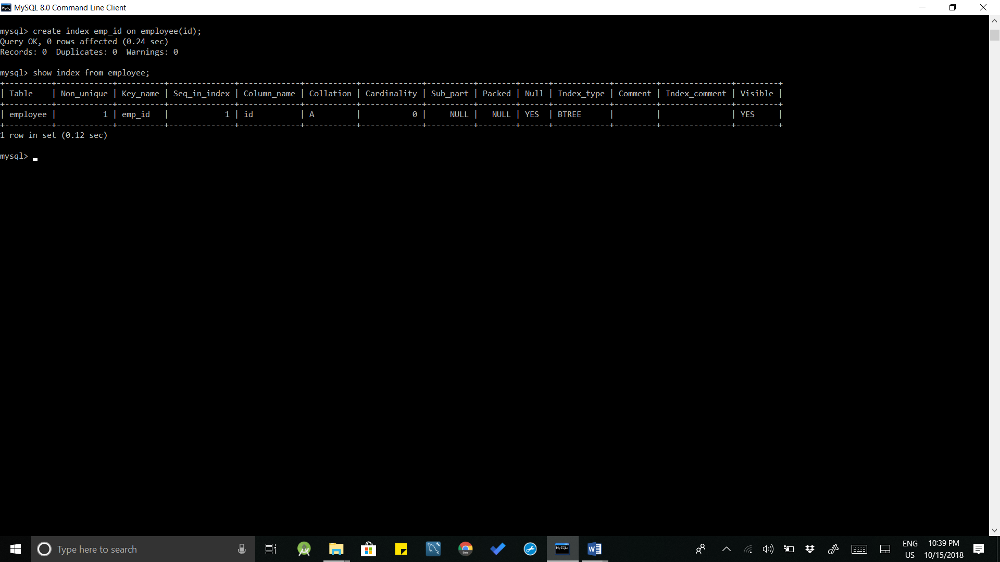 MySQL 8.0 Command Line Client
mysql> create index emp_id on employee(id);
Query OK, 0 rows affected (0.24 sec)
Records: 0  Duplicates: 0  Warnings: 0
mysql> show index from employee;
+----------+------------+----------+--------------+-------------+-----------+-------------+----------+--------+------+------------+---------+---------------+---------+
| Table    | Non_unique | Key_name | Seq_in_index | Column_name | Collation | Cardinality | Sub_part | Packed | Null | Index_type | Comment | Index_comment | Visible |
+----------+------------+----------+--------------+-------------+-----------+-------------+----------+--------+------+------------+---------+---------------+---------+
| employee |          1 | emp_id   |            1 | id          | A         |           0 |     NULL |   NULL | YES  | BTREE      |         |               | YES     |
+----------+------------+----------+--------------+-------------+-----------+-------------+----------+--------+------+------------+---------+---------------+---------+
1 row in set (0.12 sec)
mysql>
Type here to search
ENG
US
10:39 PM
10/15/2018